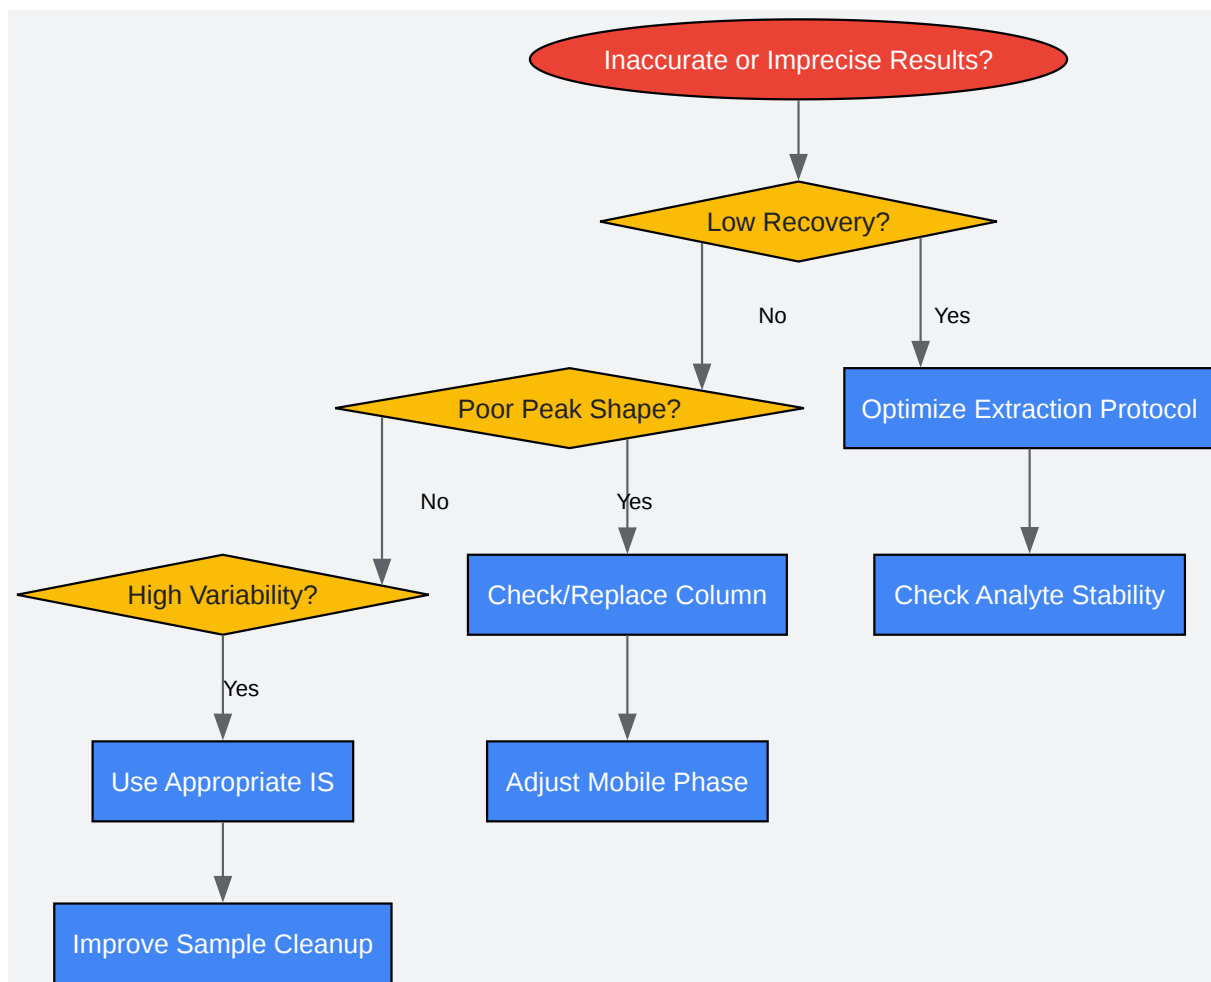 Inaccurate or Imprecise Results?
Low Recovery?
No
Yes
Poor Peak Shape?
Optimize Extraction Protocol
No
Yes
High Variability?
Check/Replace Column
Check Analyte Stability
Yes
Use Appropriate IS
Adjust Mobile Phase
Improve Sample Cleanup